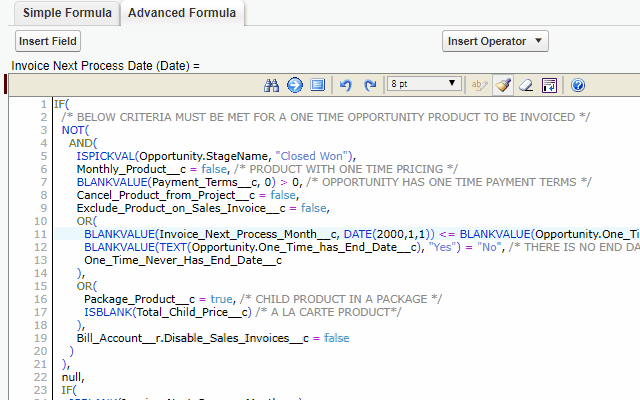 Simple Formula Advanced Formula
Insert Field Insert Operator
Invoice Next Process Date (Date) =
8 pt
1 IF(
2 /* BELOW CRITERIA MUST BE MET FOR A ONE TIME OPPORTUNITY PRODUCT TO BE INVOICED */
3 NOT(
4 AND(
5 ISPICKVAL(Opportunity.StageName, "Closed Won"),
6 Monthly_Product__c = false, /* PRODUCT WITH ONE TIME PRICING */
7 BLANKVALUE(Payment_Terms__c, 0) > 0, /* OPPORTUNITY HAS ONE TIME PAYMENT TERMS */
8 Cancel_Product_from_Project__c = false,
9 Exclude_Product_on_Sales_Invoice__c = false,
10 OR(
11 BLANKVALUE(Invoice_Next_Process_Month__c, DATE(2000,1,1)) <= BLANKVALUE(Opportunity.One_Ti
12 BLANKVALUE(TEXT(Opportunity.One_Time_has_End_Date__c), "Yes") = "No", /* THERE IS NO END DA
13 One_Time_Never_Has_End_Date__c
14 ),
15 OR(
16 Package_Product__c = true, /* CHILD PRODUCT IN A PACKAGE */
17 ISBLANK(Total_Child_Price__c) /* A LA CARTE PRODUCT*/
18 ),
19 Bill_Account__r.Disable_Sales_Invoices__c = false
20 )
21 ),
22 null,
23 IF(
24